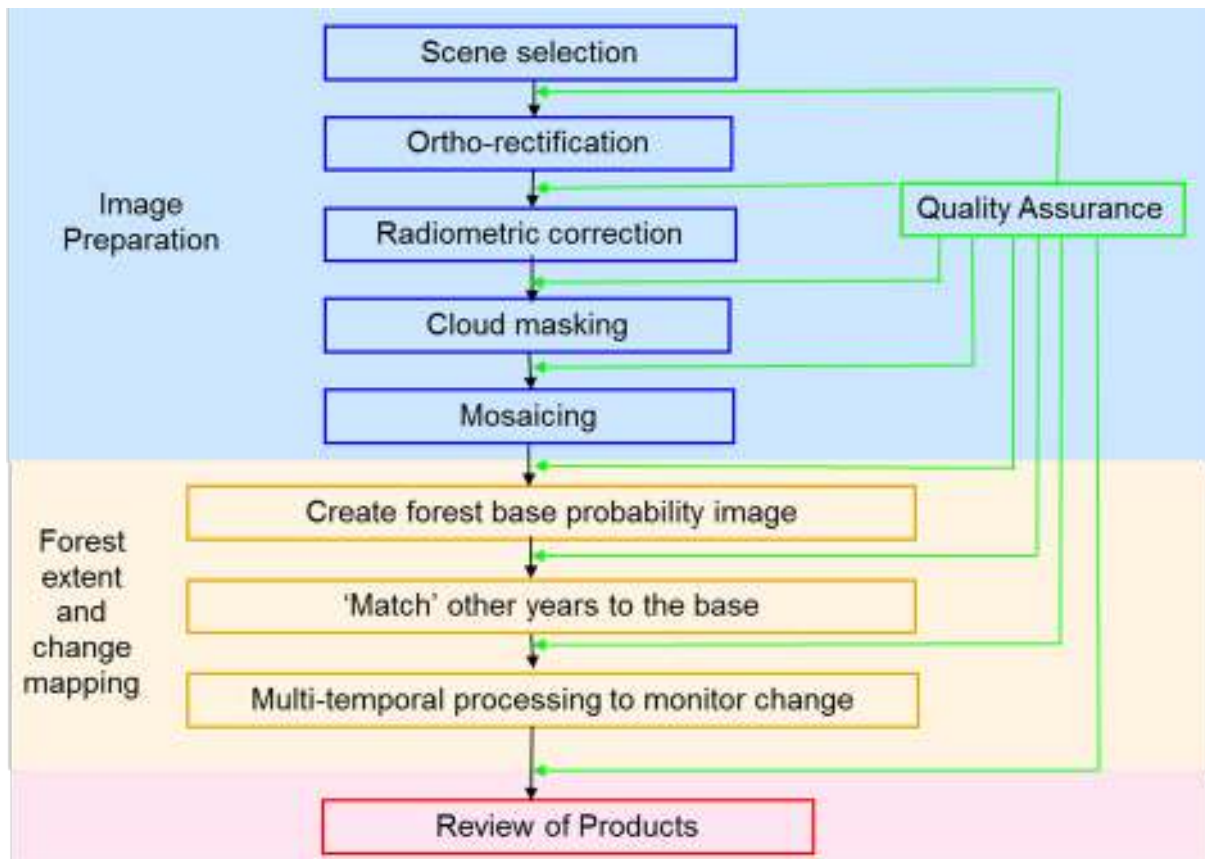 Scene selection
Ortho-rectification
Image
Preparation
Quality Assurance
Radiometric correction
Cloud masking
Mosaicing
Forest
extent
and
change
mapping
Create forest base probability image
‘Match’ other years to the base
Multi-temporal processing to monitor change
Review of Products